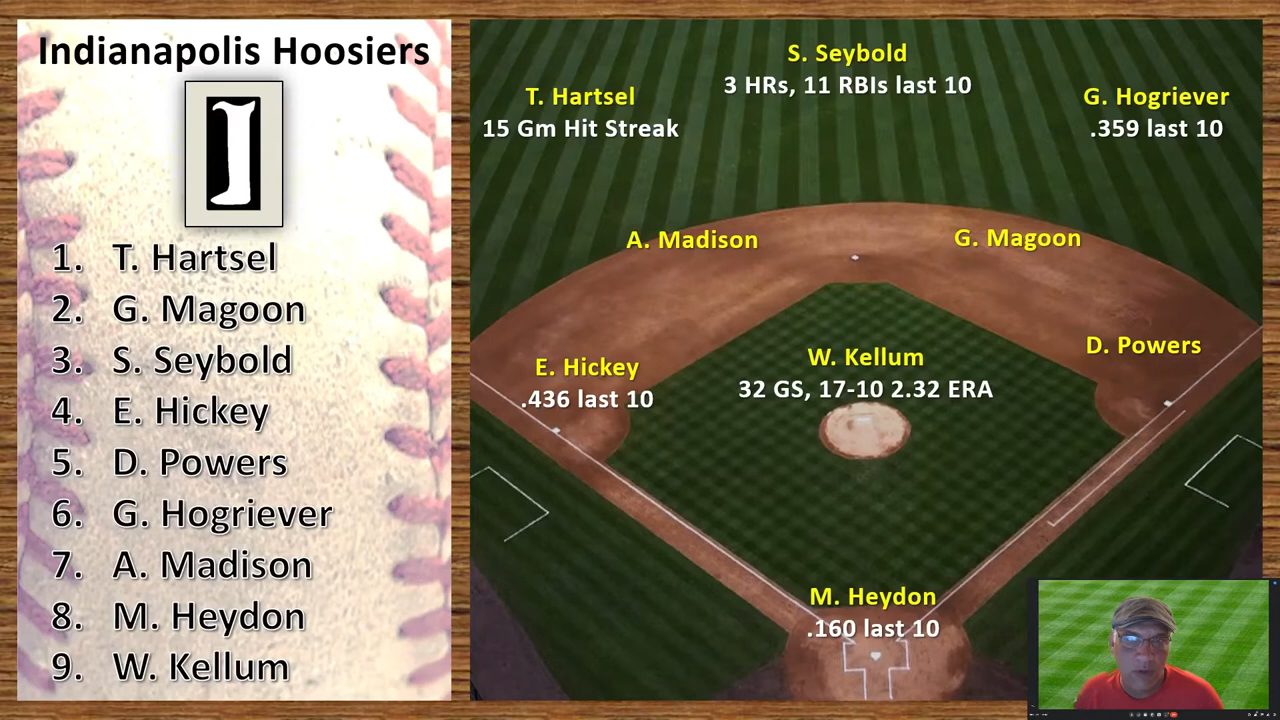 Indianapolis Hoosiers
I
1. T. Hartsel
2. G. Magoon
3. S. Seybold
4. E. Hickey
5. D. Powers
6. G. Hogriever
7. A. Madison
8. M. Heydon
9. W. Kellum
S. Seybold
3 HRs, 11 RBIs last 10
T. Hartsel
15 Gm Hit Streak
G. Hogriever
.359 last 10
A. Madison
G. Magoon
E. Hickey
.436 last 10
W. Kellum
32 GS, 17-10 2.32 ERA
D. Powers
M. Heydon
.160 last 10